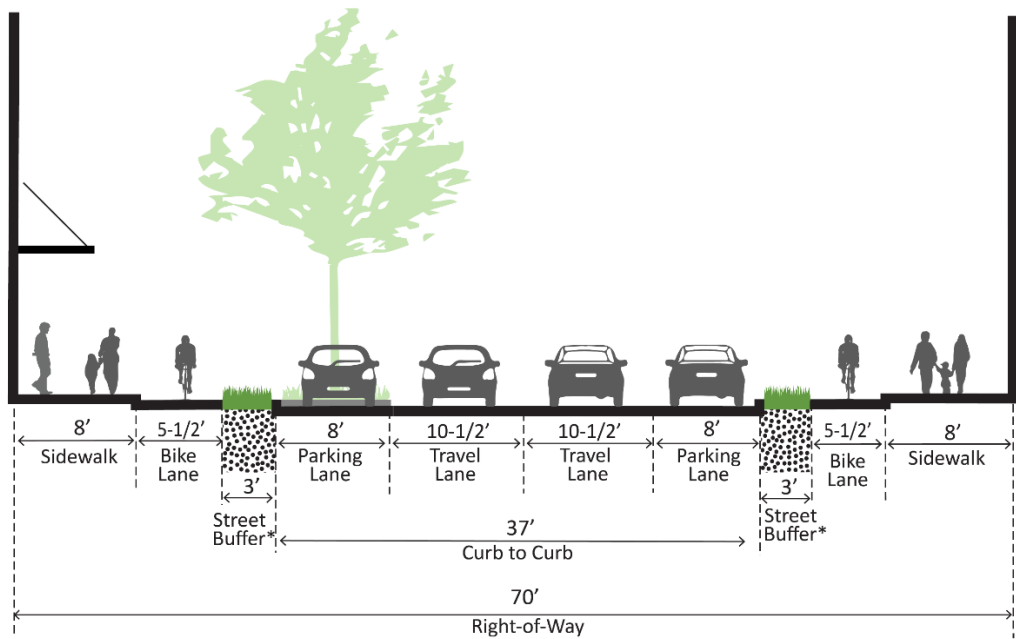 8’ 5-1/2’ 8’ 10-1/2’ 10-1/2’ 8’ 5-1/2’ 8’
Sidewalk Bike Parking Travel Travel Parking Bike Sidewalk
Lane Lane Lane Lane Lane Lane
3’ 3’
Street Street
Buffer* Buffer*
37’
Curb to Curb
70’
Right-of-Way